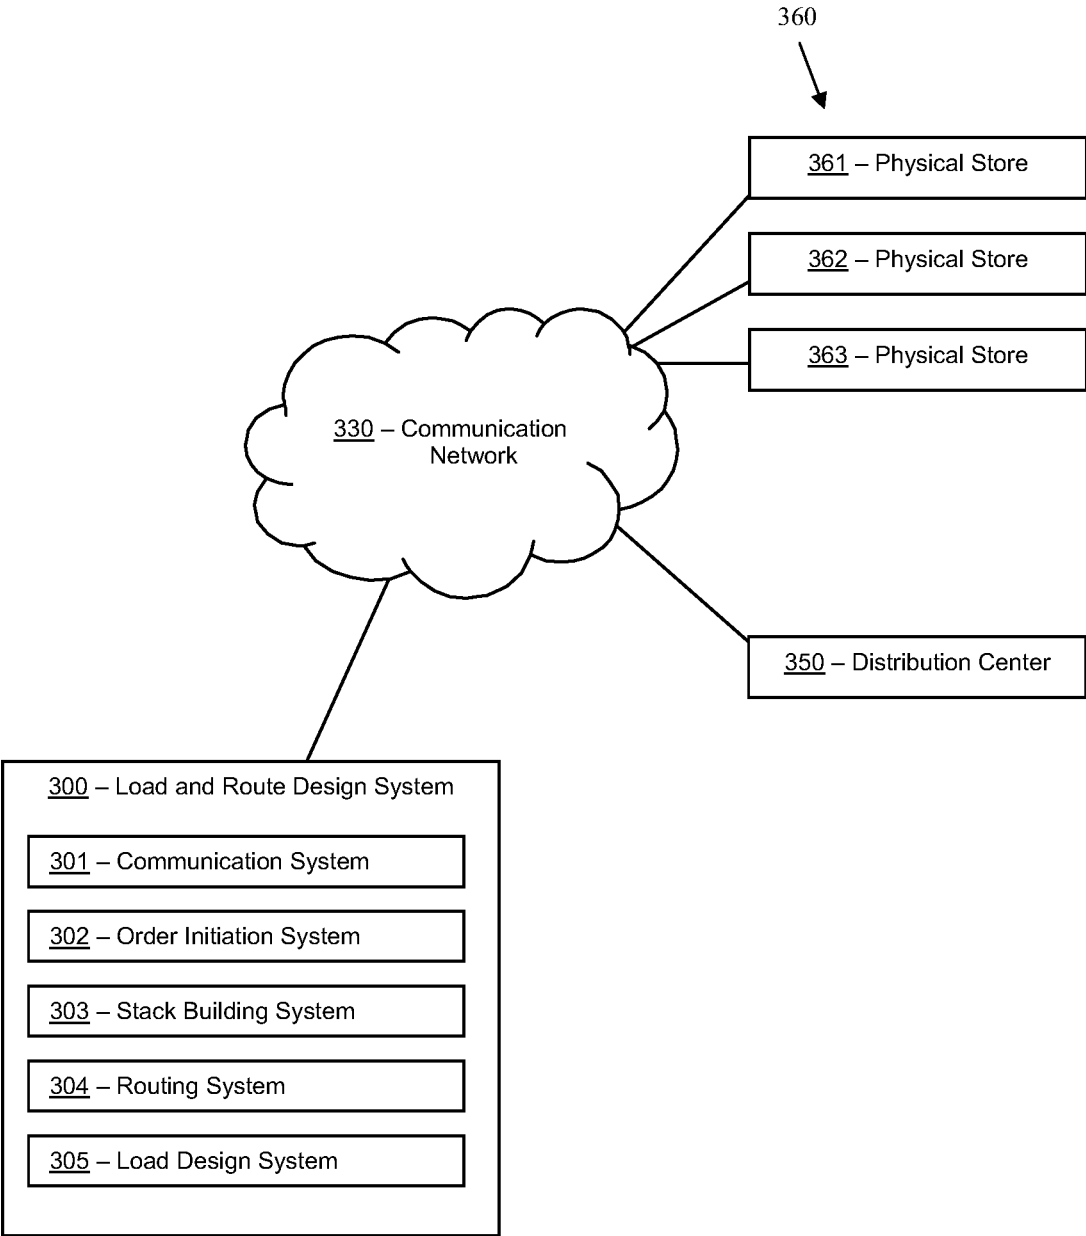 360
361 – Physical Store
362 – Physical Store
363 – Physical Store
330 – Communication
Network
350 – Distribution Center
300 – Load and Route Design System
301 – Communication System
302 – Order Initiation System
303 – Stack Building System
304 – Routing System
305 – Load Design System